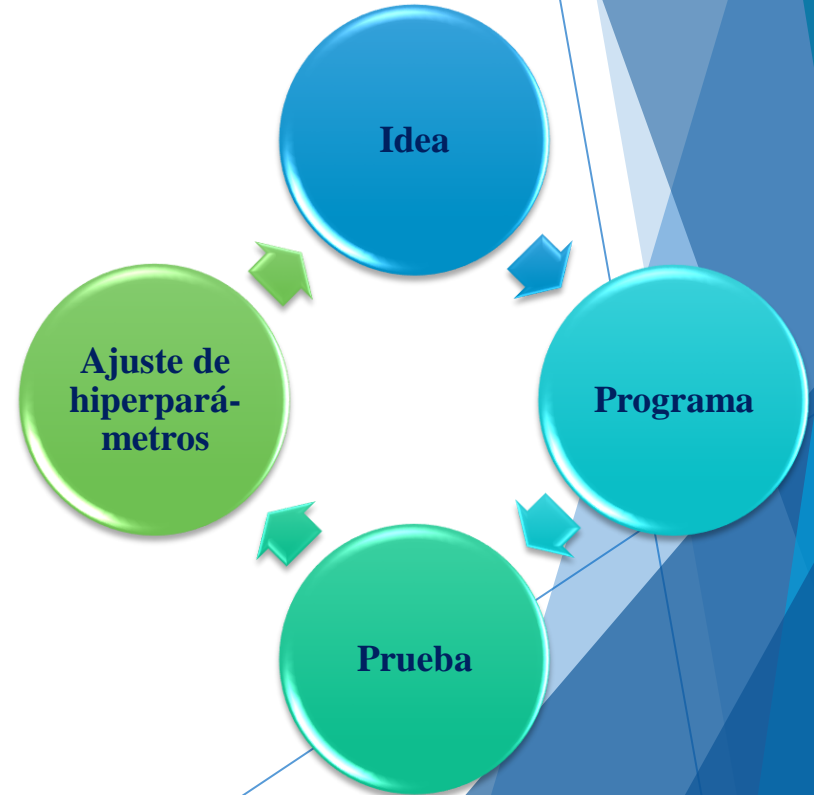 Idea
Programa
Prueba
Ajuste de
hiperpará-
metros